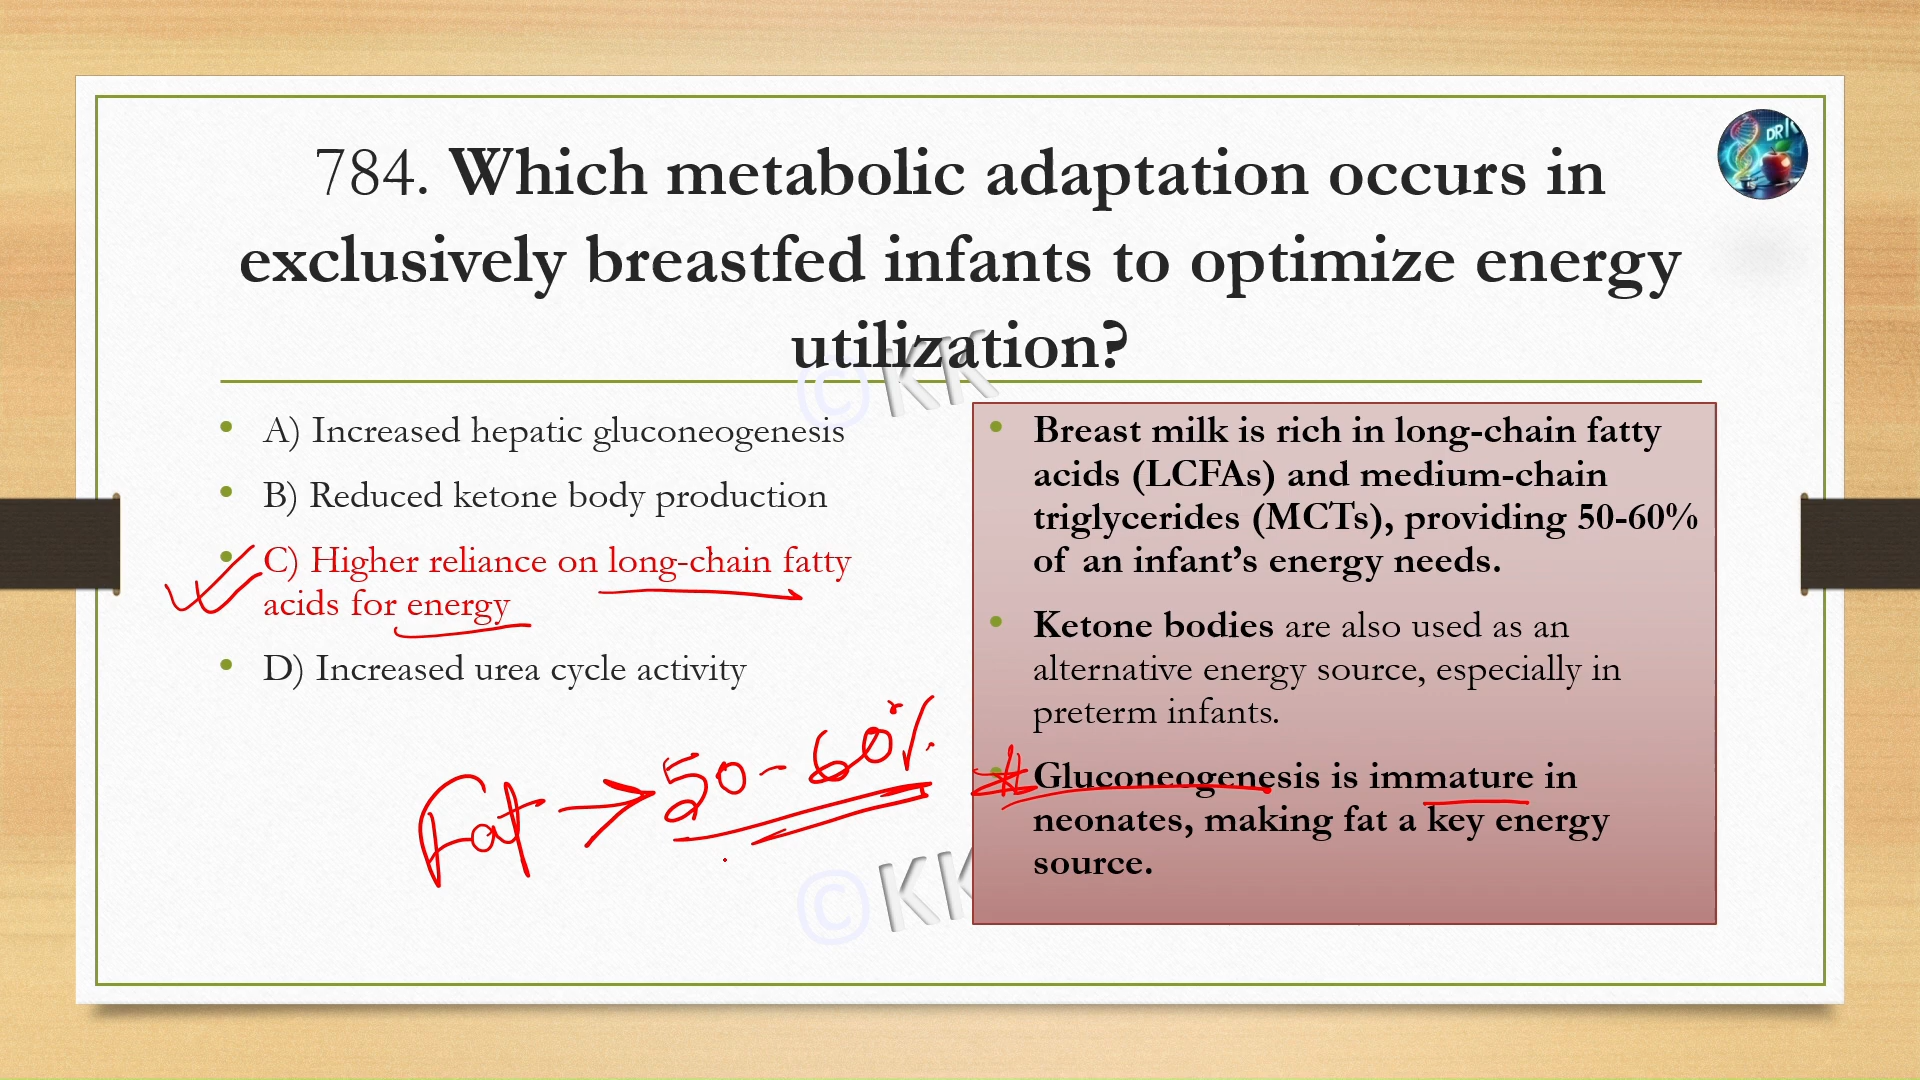 784. Which metabolic adaptation occurs in
exclusively breastfed infants to optimize energy
utilization?
A) Increased hepatic gluconeogenesis
B) Reduced ketone body production
C) Higher reliance on long-chain fatty
acids for energy
D) Increased urea cycle activity
Fat → 50-60%
Breast milk is rich in long-chain fatty
acids (LCFAs) and medium-chain
triglycerides (MCTs), providing 50-60%
of an infant’s energy needs.
Ketone bodies are also used as an
alternative energy source, especially in
preterm infants.
Gluconeogenesis is immature in
neonates, making fat a key energy
source.
©KK
©KK
DR